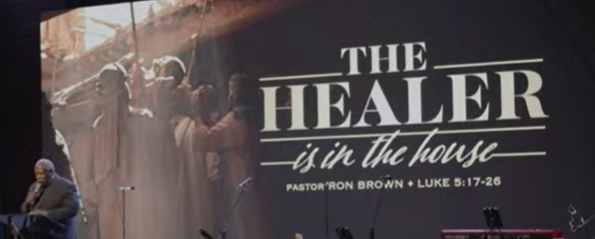 THE
HEALER
is in the house
PASTOR RON BROWN + LUKE 5:17-26